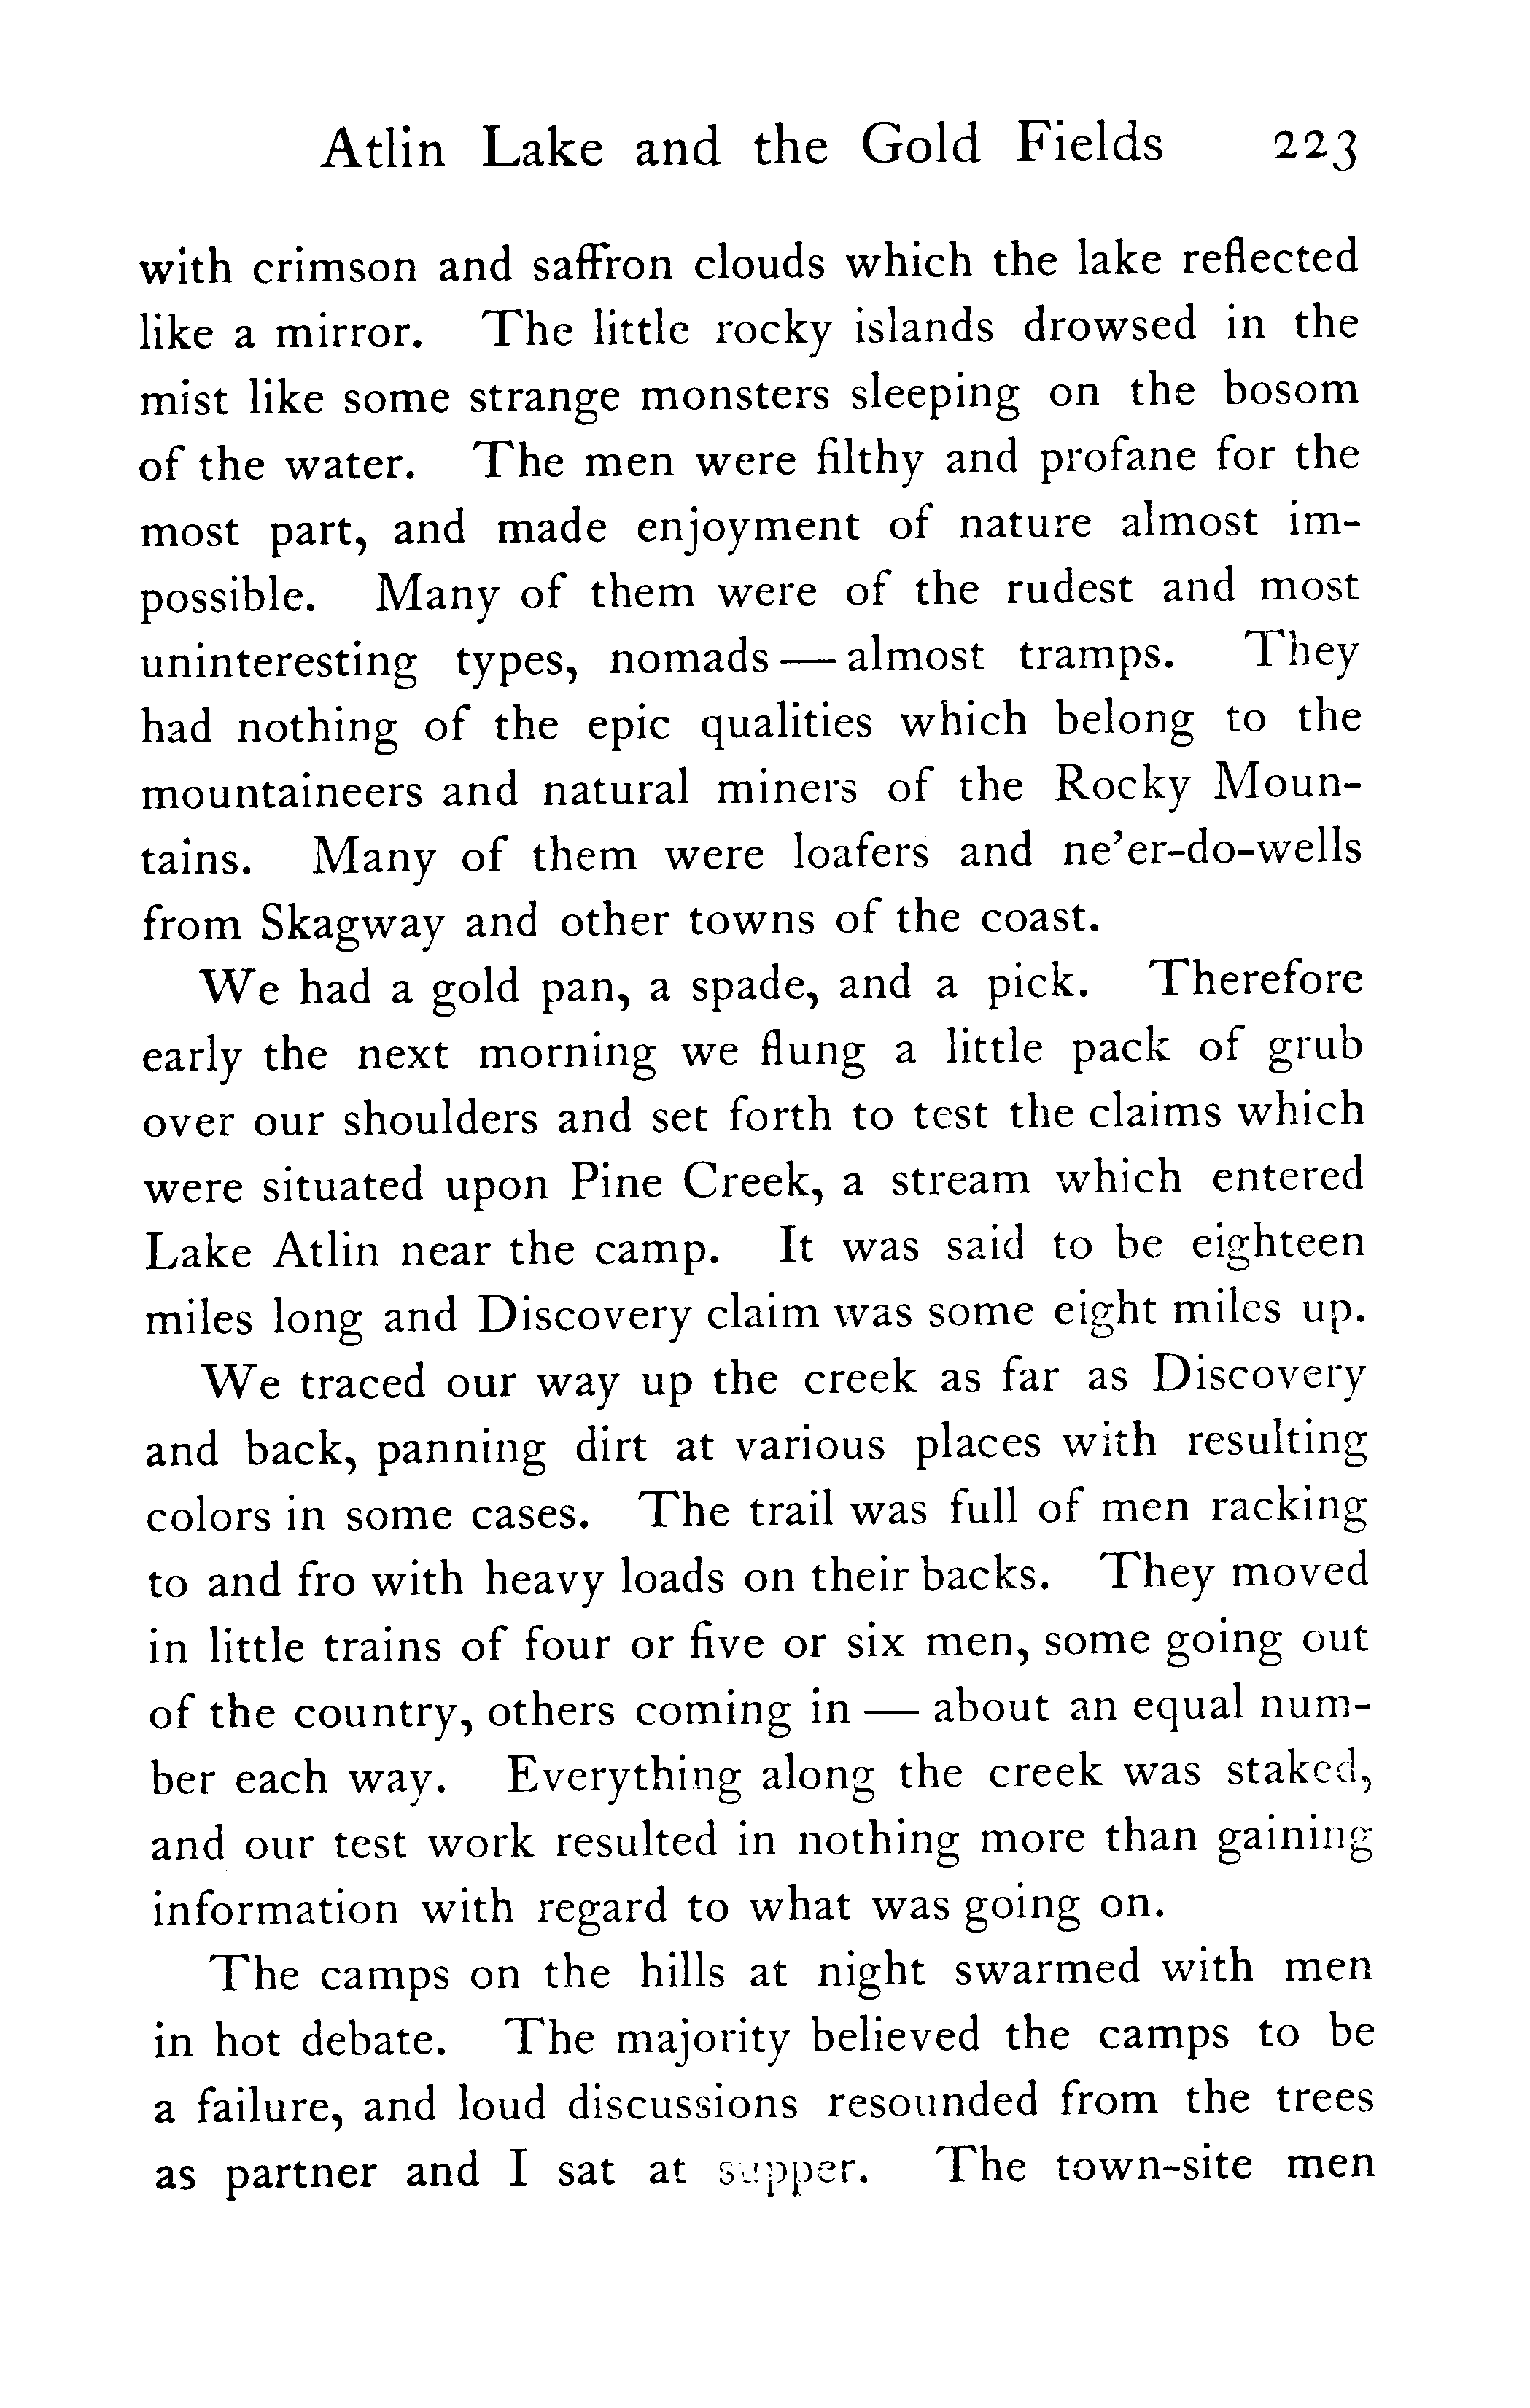 Atlin Lake and the Gold Fields 223
with crimson and saffron clouds which the lake reflected
like a mirror. The little rocky islands drowsed in the
mist like some strange monsters sleeping on the bosom
of the water. The men were filthy and profane for the
most part, and made enjoyment of nature almost im-
possible. Many of them were of the rudest and most
uninteresting types, nomads — almost tramps. They
had nothing of the epic qualities which belong to the
mountaineers and natural miners of the Rocky Moun-
tains. Many of them were loafers and ne'er-do-wells
from Skagway and other towns of the coast.
We had a gold pan, a spade, and a pick. Therefore
early the next morning we flung a little pack of grub
over our shoulders and set forth to test the claims which
were situated upon Pine Creek, a stream which entered
Lake Atlin near the camp. It was said to be eighteen
miles long and Discovery claim was some eight miles up.
We traced our way up the creek as far as Discovery
and back, panning dirt at various places with resulting
colors in some cases. The trail was full of men racking
to and fro with heavy loads on their backs. They moved
in little trains of four or five or six men, some going out
of the country, others coming in — about an equal num-
ber each way. Everything along the creek was staked,
and our test work resulted in nothing more than gaining
information with regard to what was going on.
The camps on the hills at night swarmed with men
in hot debate. The majority believed the camps to be
a failure, and loud discussions resounded from the trees
as partner and I sat at supper. The town-site men